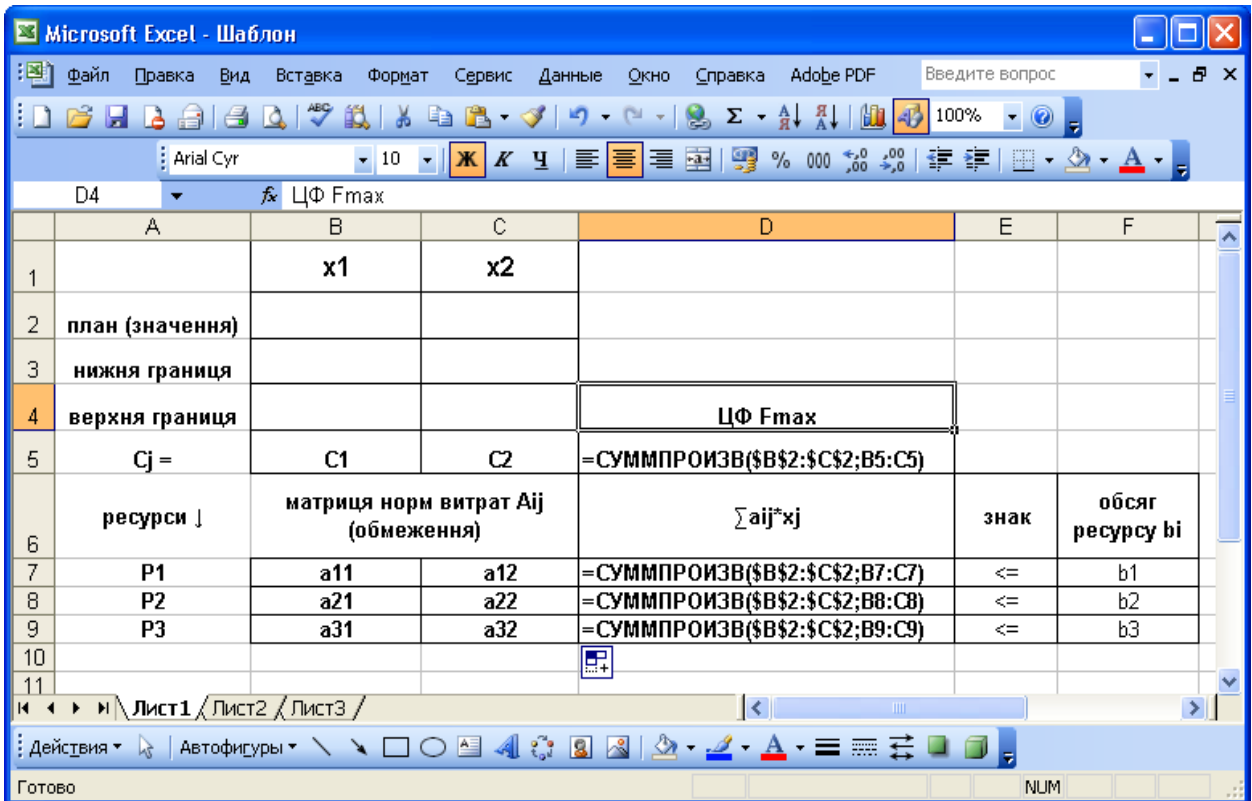 Microsoft Excel - Шаблон
Файл Правка Вид Вставка Формат Сервис Данные Окно Справка Adobe PDF Введите вопрос
100%
Arial Cyr 10 Ж К Ч
D4 fx ЦФ Fmax
A B C D E F
1 x1 x2
2 план (значення)
3 нижня границя
4 верхня границя ЦФ Fmax
5 Cj = C1 C2 =СУММПРОИЗВ($B$2:$C$2;B5:C5)
6 ресурси ↓ матриця норм витрат Aij (обмеження) ∑aij*xj знак обсяг ресурсу bi
7 P1 a11 a12 =СУММПРОИЗВ($B$2:$C$2;B7:C7) <= b1
8 P2 a21 a22 =СУММПРОИЗВ($B$2:$C$2;B8:C8) <= b2
9 P3 a31 a32 =СУММПРОИЗВ($B$2:$C$2;B9:C9) <= b3
10
11
Лист1 Лист2 Лист3
Действия Автофигуры
Готово NUM